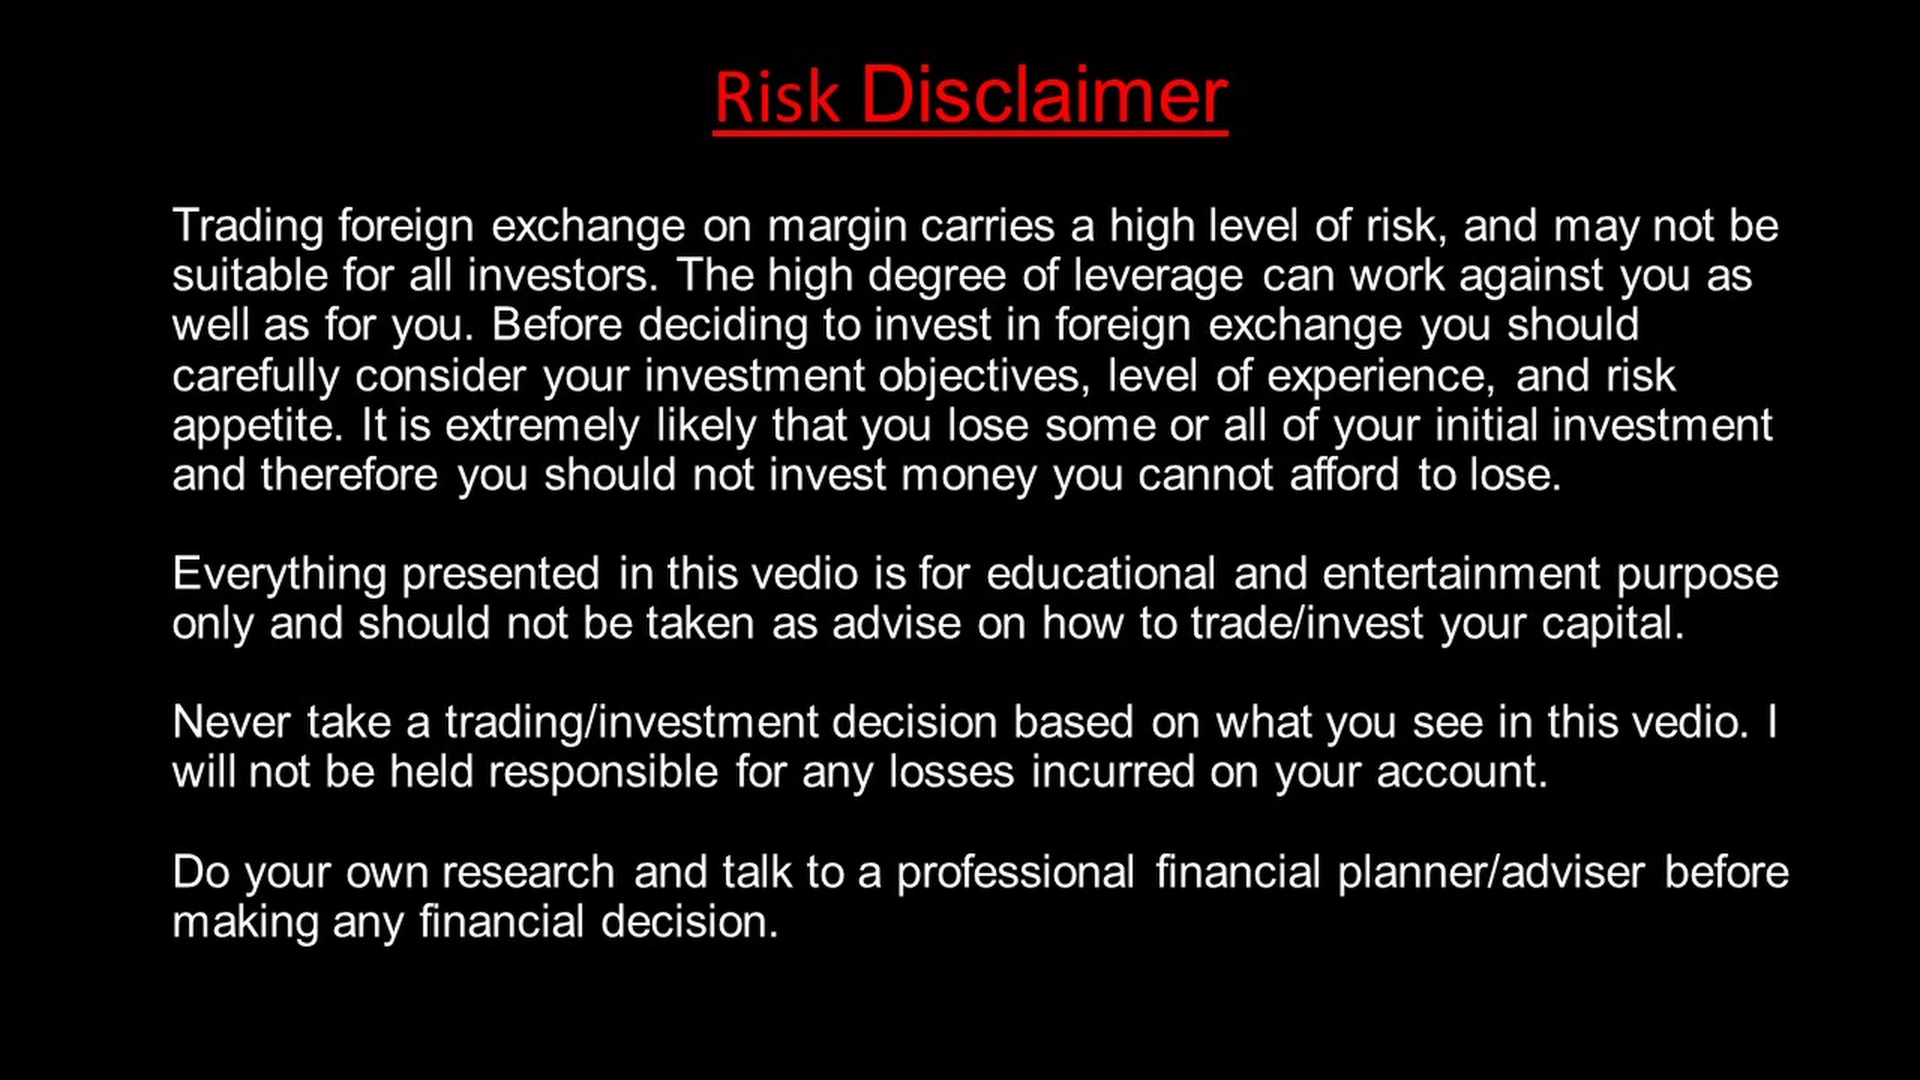 Risk Disclaimer
Trading foreign exchange on margin carries a high level of risk, and may not be
suitable for all investors. The high degree of leverage can work against you as
well as for you. Before deciding to invest in foreign exchange you should
carefully consider your investment objectives, level of experience, and risk
appetite. It is extremely likely that you lose some or all of your initial investment
and therefore you should not invest money you cannot afford to lose.
Everything presented in this vedio is for educational and entertainment purpose
only and should not be taken as advise on how to trade/invest your capital.
Never take a trading/investment decision based on what you see in this vedio. I
will not be held responsible for any losses incurred on your account.
Do your own research and talk to a professional financial planner/adviser before
making any financial decision.